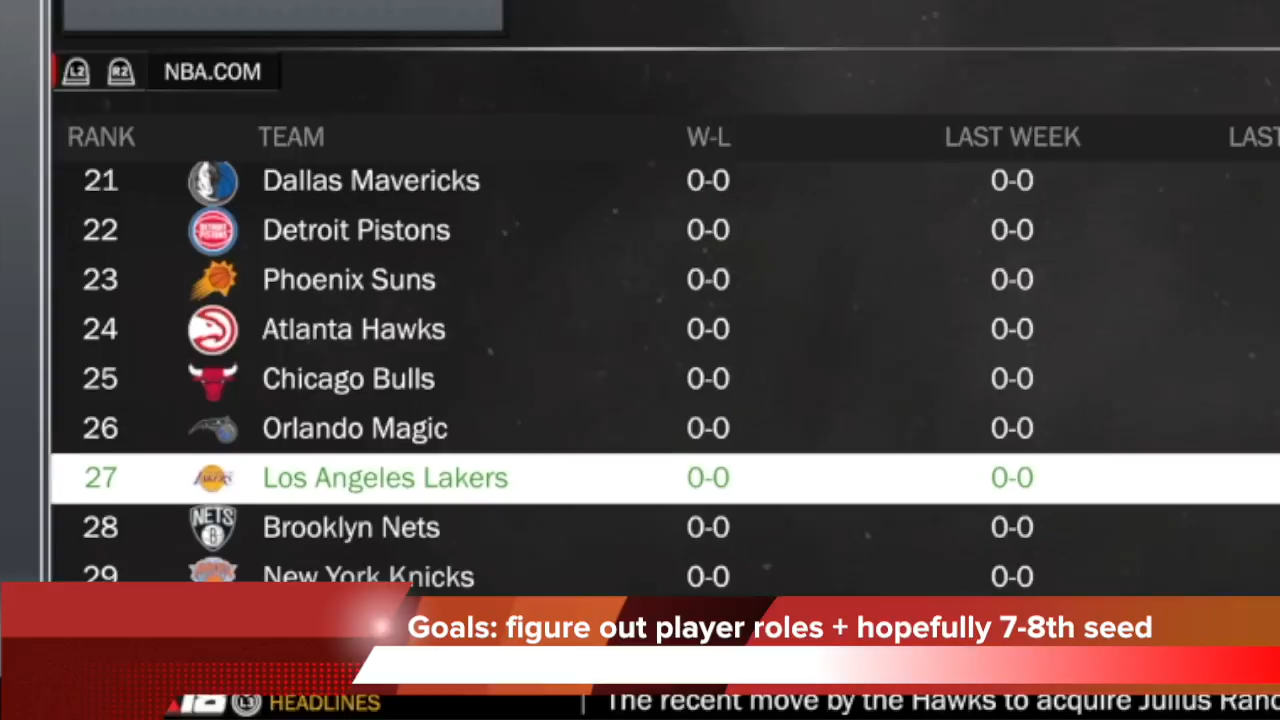 L2 R2 NBA.COM
RANK TEAM W-L LAST WEEK LAST
21 Dallas Mavericks 0-0 0-0
22 Detroit Pistons 0-0 0-0
23 Phoenix Suns 0-0 0-0
24 Atlanta Hawks 0-0 0-0
25 Chicago Bulls 0-0 0-0
26 Orlando Magic 0-0 0-0
27 Los Angeles Lakers 0-0 0-0
28 NETS B Brooklyn Nets 0-0 0-0
29 New York Knicks 0-0 0-0
Goals: figure out player roles + hopefully 7-8th seed
L3 HEADLINES The recent move by the Hawks to acquire Julius Rand